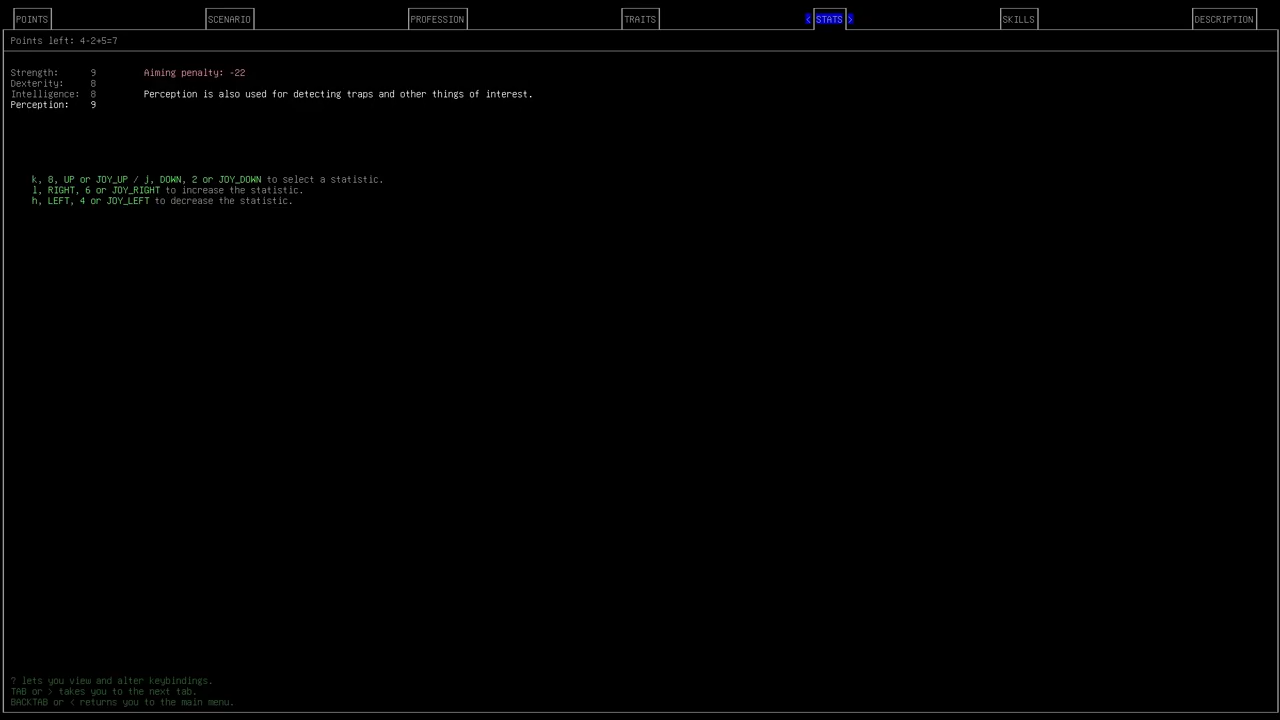 POINTS SCENARIO PROFESSION TRAITS < STATS > SKILLS DESCRIPTION
Points left: 4-2+5=7
Strength: 9 Aiming penalty: -22
Dexterity: 8
Intelligence: 8 Perception is also used for detecting traps and other things of interest.
Perception: 9
k, 8, UP or JOY_UP / j, DOWN, 2 or JOY_DOWN to select a statistic.
l, RIGHT, 6 or JOY_RIGHT to increase the statistic.
h, LEFT, 4 or JOY_LEFT to decrease the statistic.
? lets you view and alter keybindings.
TAB or > takes you to the next tab.
BACKTAB or < returns you to the main menu.